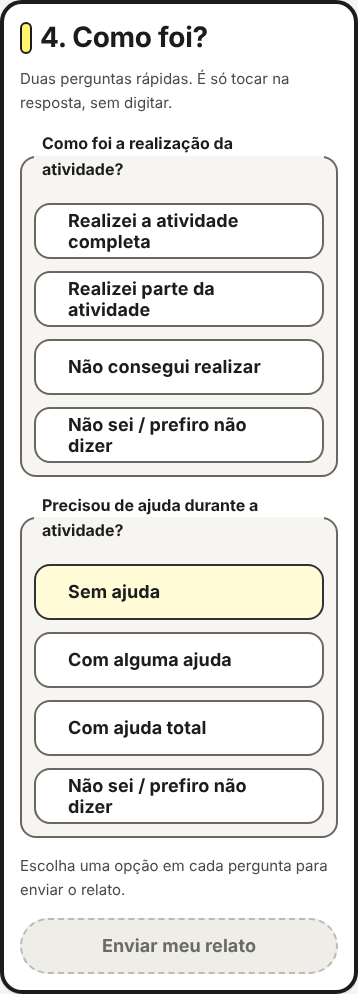 4. Como foi?
Duas perguntas rápidas. É só tocar na
resposta, sem digitar.
Como foi a realização da
atividade?
Realizei a atividade
completa
Realizei parte da
atividade
Não consegui realizar
Não sei / prefiro não
dizer
Precisou de ajuda durante a
atividade?
Sem ajuda
Com alguma ajuda
Com ajuda total
Não sei / prefiro não
dizer
Escolha uma opção em cada pergunta para
enviar o relato.
Enviar meu relato